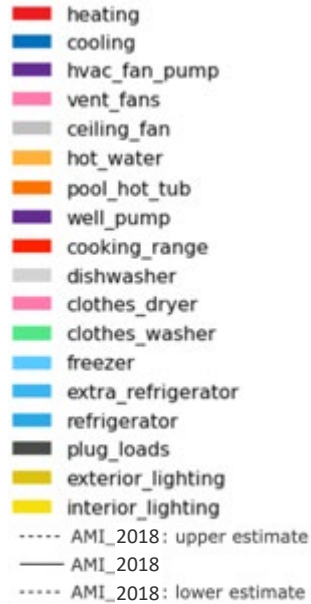 heating
cooling
hvac_fan_pump
vent_fans
ceiling_fan
hot_water
pool_hot_tub
well_pump
cooking_range
dishwasher
clothes_dryer
clothes_washer
freezer
extra_refrigerator
refrigerator
plug_loads
exterior_lighting
interior_lighting
AMI_2018: upper estimate
AMI_2018
AMI_2018: lower estimate